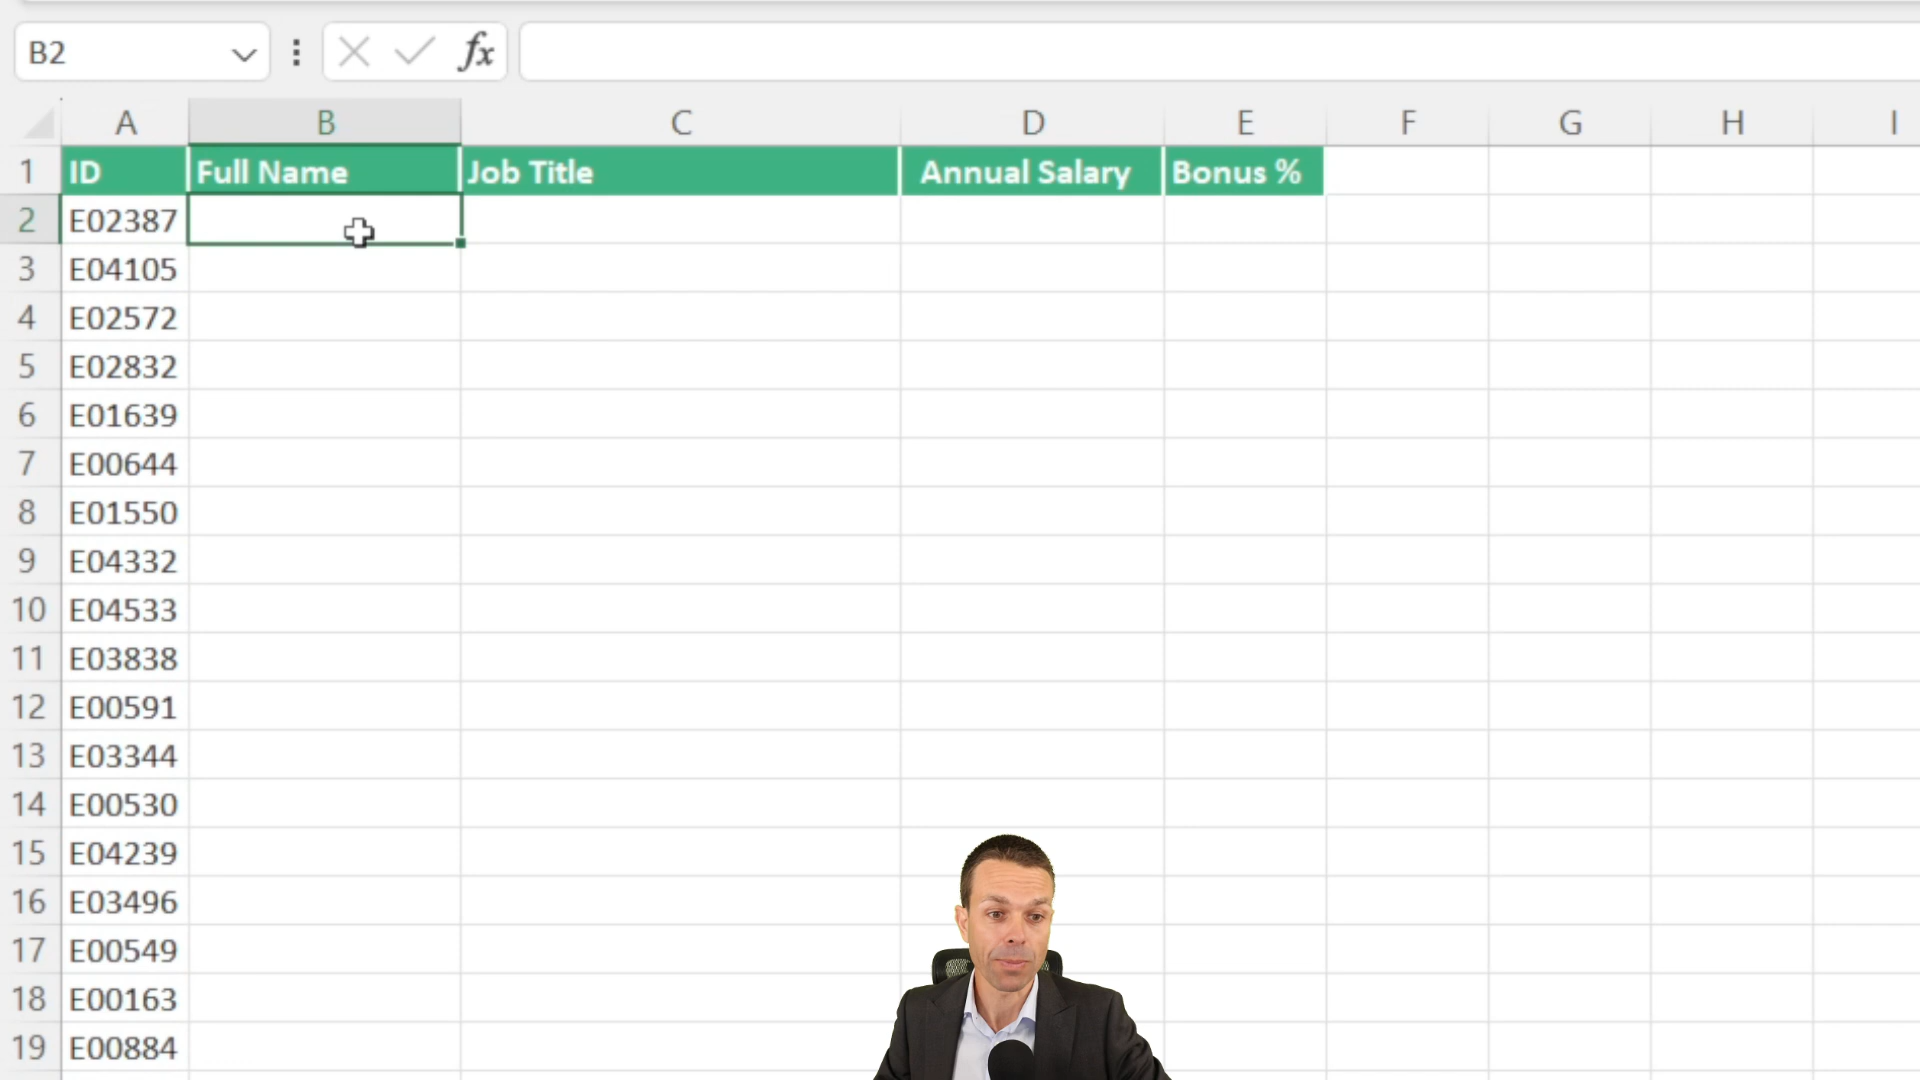 B2 fx
A B C D E F G H I
1 ID Full Name Job Title Annual Salary Bonus %
2 E02387
3 E04105
4 E02572
5 E02832
6 E01639
7 E00644
8 E01550
9 E04332
10 E04533
11 E03838
12 E00591
13 E03344
14 E00530
15 E04239
16 E03496
17 E00549
18 E00163
19 E00884